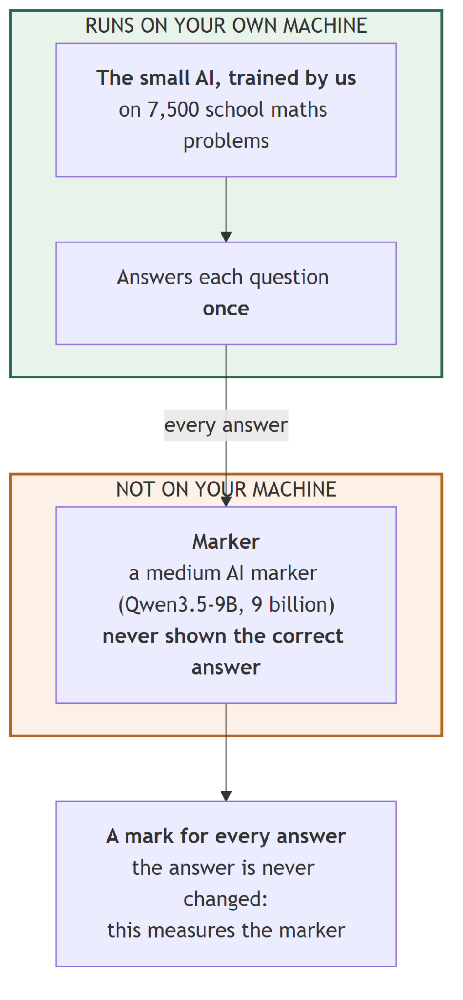 RUNS ON YOUR OWN MACHINE
The small AI, trained by us
on 7,500 school maths
problems
Answers each question
once
every answer
NOT ON YOUR MACHINE
Marker
a medium AI marker
(Qwen3.5-9B, 9 billion)
never shown the correct
answer
A mark for every answer
the answer is never
changed:
this measures the marker